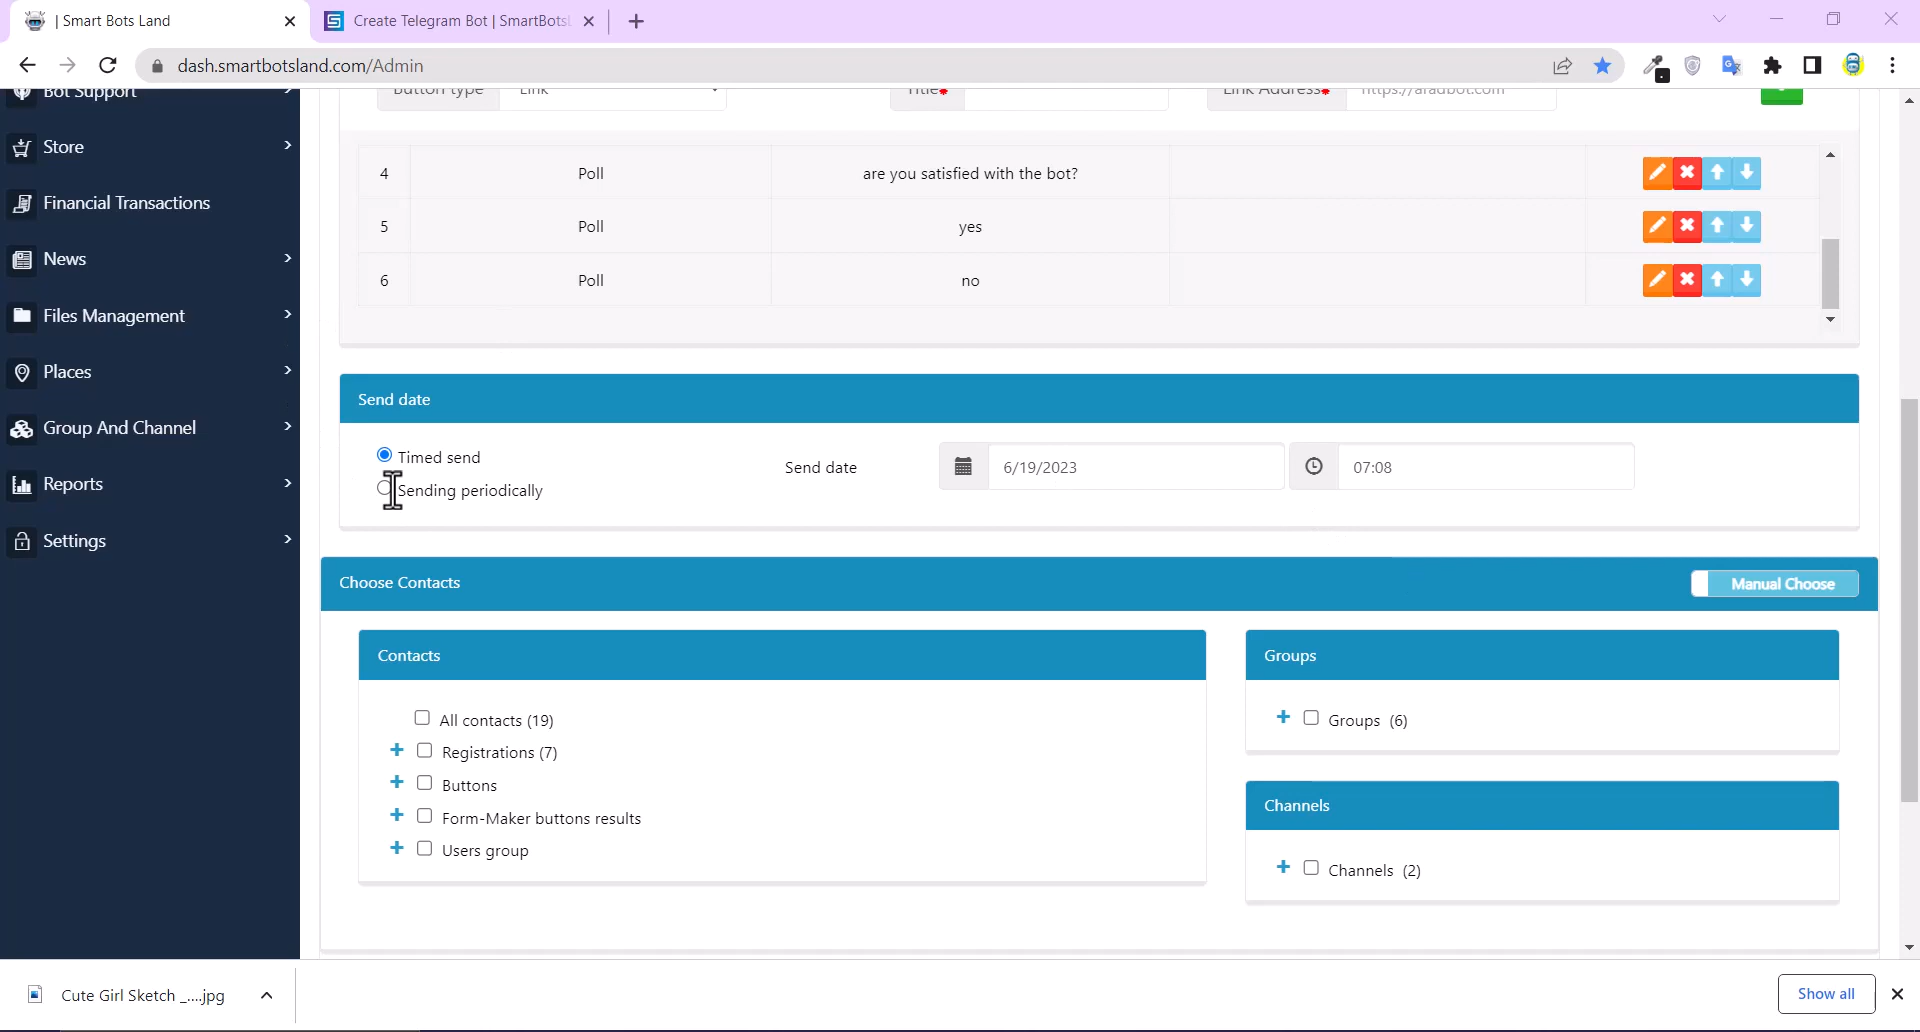 | Smart Bots Land
Create Telegram Bot | SmartBotsL
dash.smartbotsland.com/Admin
Bot Support
Store
Financial Transactions
News
Files Management
Places
Group And Channel
Reports
Settings
Button type Link Title* Link Address* https://aradbot.com
4 Poll are you satisfied with the bot?
5 Poll yes
6 Poll no
Send date
Timed send
Sending periodically
Send date 6/19/2023 07:08
Choose Contacts Manual Choose
Contacts
All contacts (19)
Registrations (7)
Buttons
Form-Maker buttons results
Users group
Groups
Groups (6)
Channels
Channels (2)
Cute Girl Sketch _....jpg
Show all